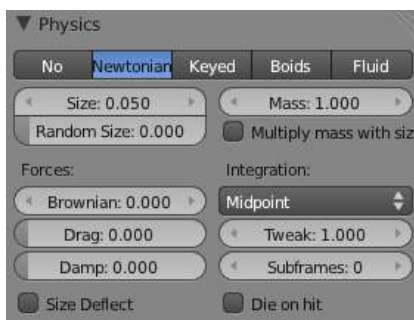 Physics
No Newtonian Keyed Boids Fluid
Size: 0.050 Mass: 1.000
Random Size: 0.000 Multiply mass with siz
Forces: Integration:
Brownian: 0.000 Midpoint
Drag: 0.000 Tweak: 1.000
Damp: 0.000 Subframes: 0
Size Deflect Die on hit